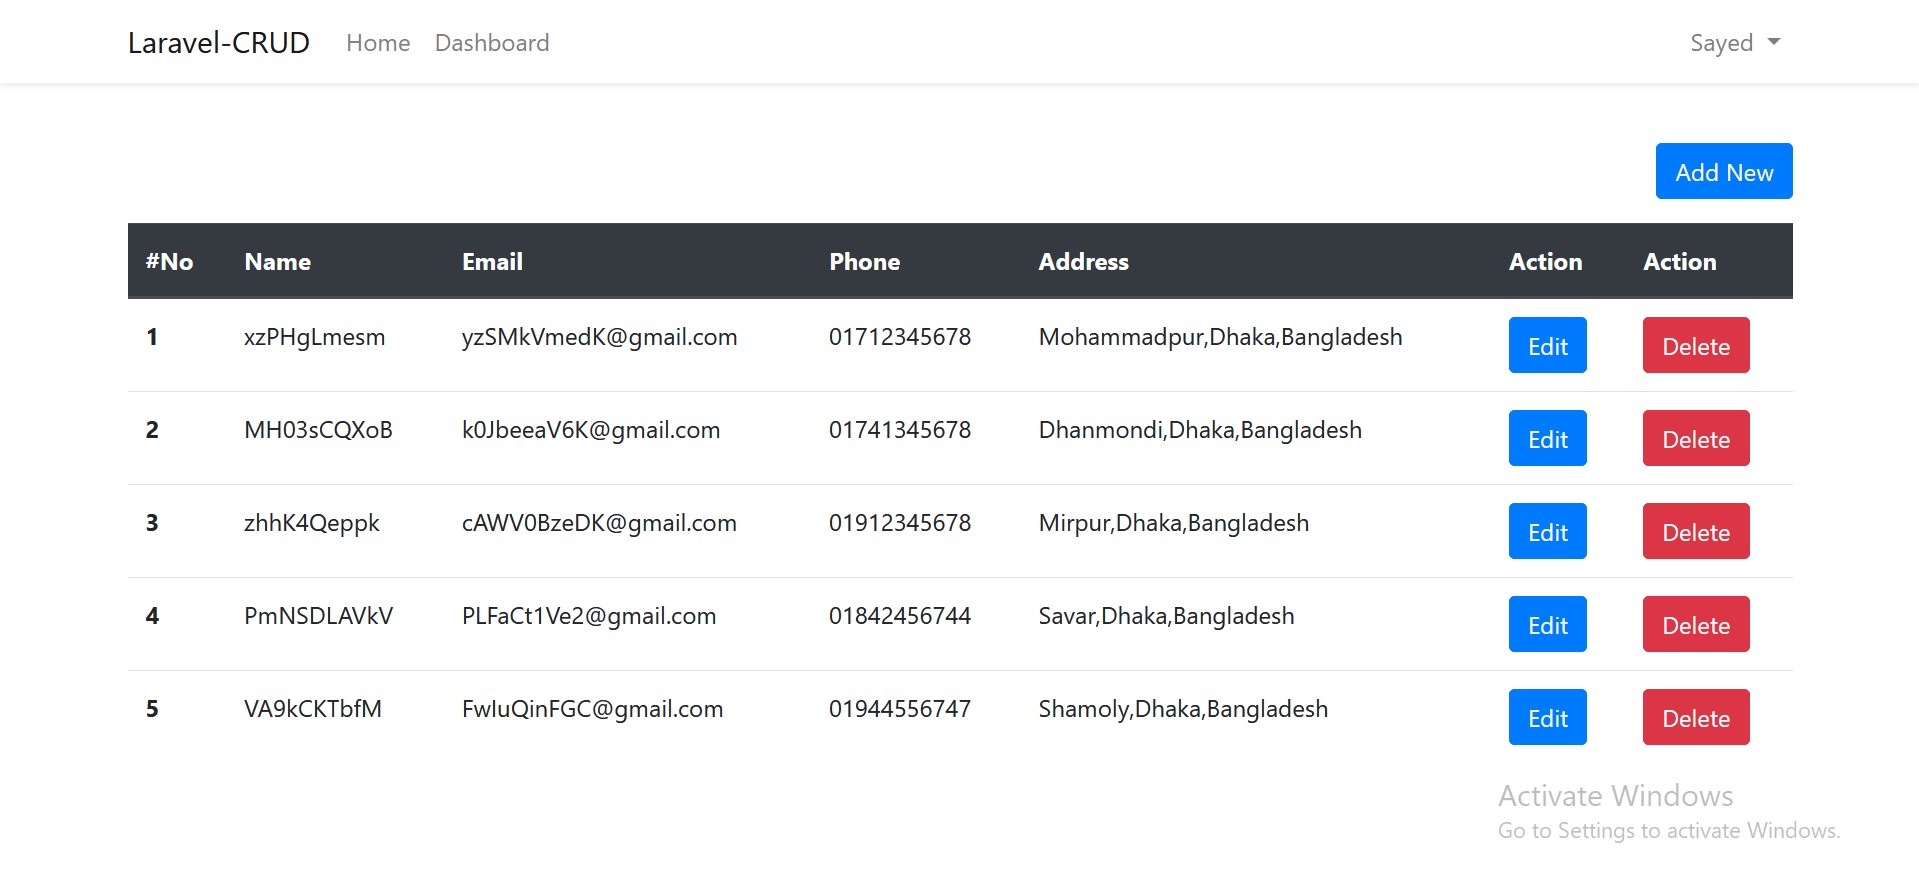 Laravel-CRUD Home Dashboard Sayed
Add New
#No Name Email Phone Address Action Action
1 xzPHgLmesm yzSMkVmedK@gmail.com 01712345678 Mohammadpur,Dhaka,Bangladesh Edit Delete
2 MH03sCQXoB k0JbeeaV6K@gmail.com 01741345678 Dhanmondi,Dhaka,Bangladesh Edit Delete
3 zhhK4Qeppk cAWV0BzeDK@gmail.com 01912345678 Mirpur,Dhaka,Bangladesh Edit Delete
4 PmNSDLAVkV PLFaCt1Ve2@gmail.com 01842456744 Savar,Dhaka,Bangladesh Edit Delete
5 VA9kCKTbfM FwIuQinFGC@gmail.com 01944556747 Shamoly,Dhaka,Bangladesh Edit Delete
Activate Windows
Go to Settings to activate Windows.